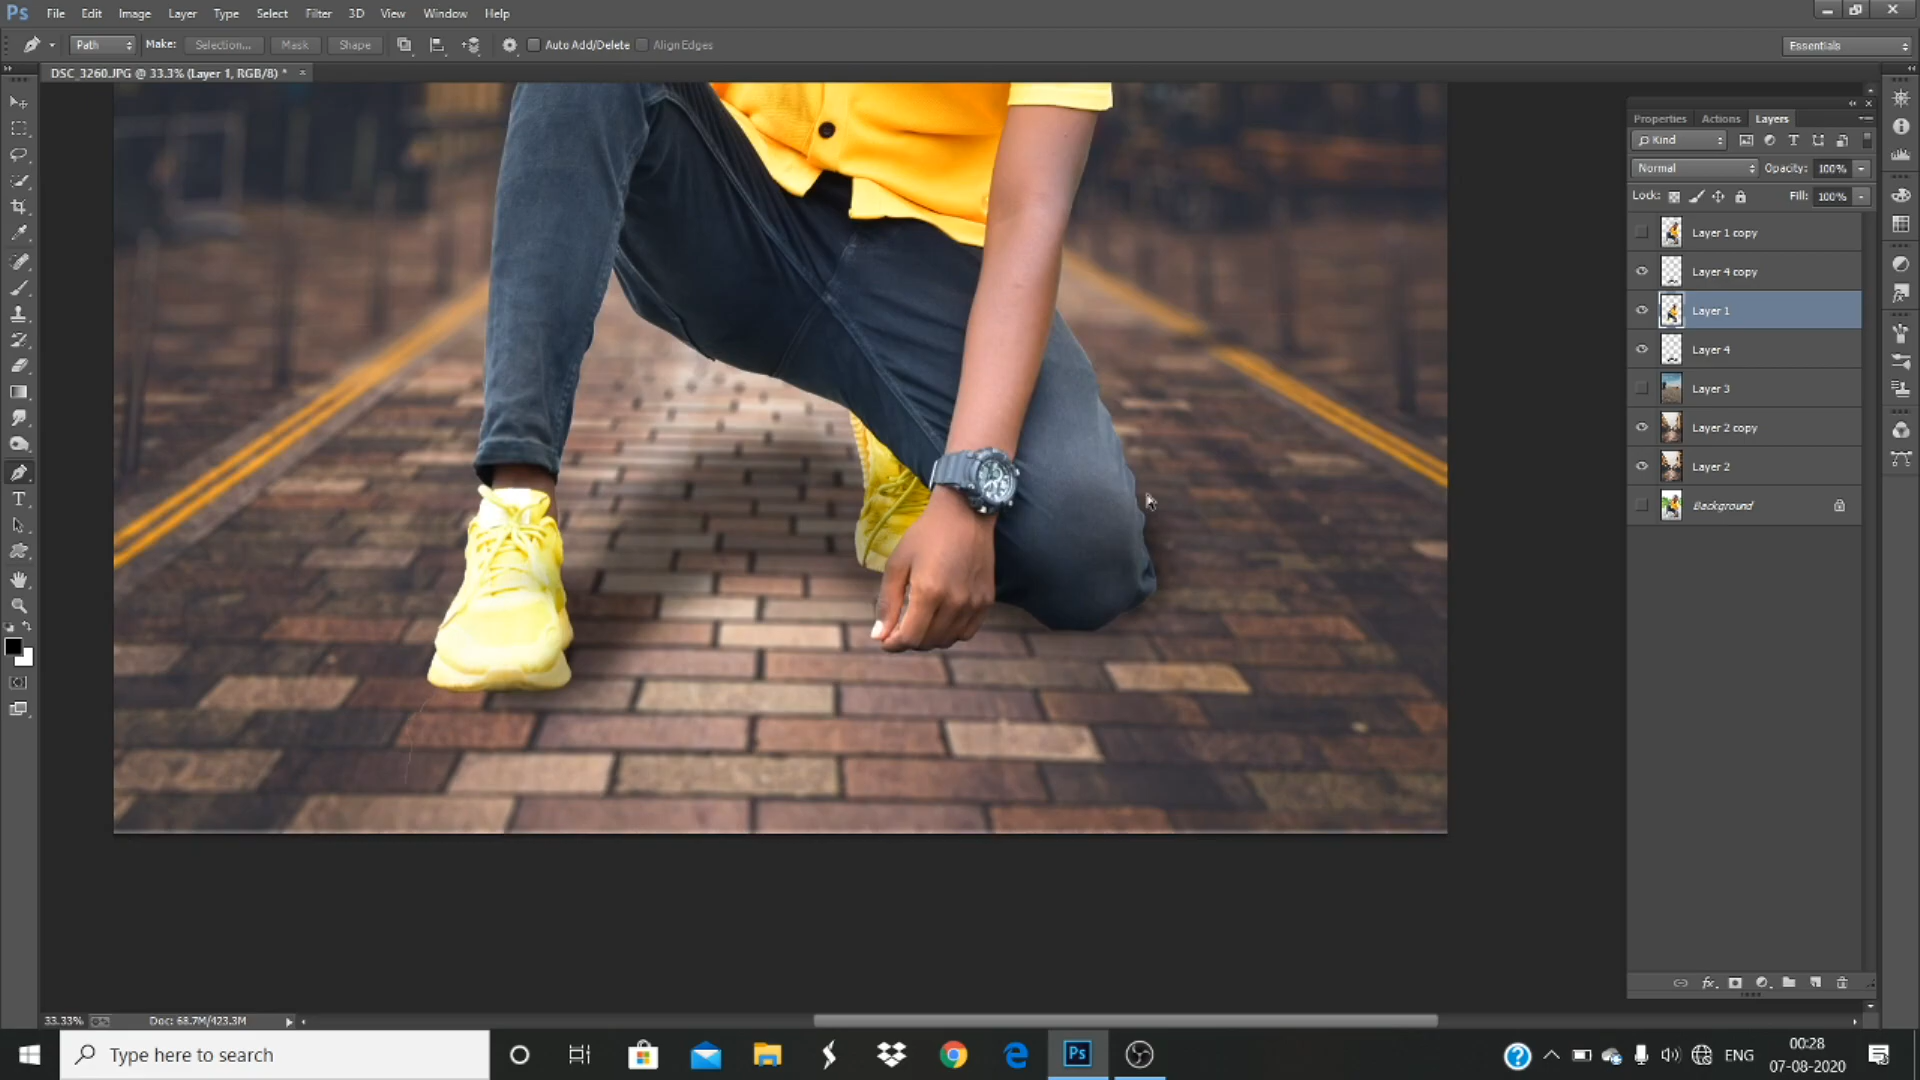 Ps File Edit Image Layer Type Select Filter 3D View Window Help
Path Make: Selection... Mask Shape Auto Add/Delete Align Edges Essentials
DSC_3260.JPG @ 33.3% (Layer 1, RGB/8) * ×
Properties Actions Layers
Kind
Normal Opacity: 100%
Lock: Fill: 100%
Layer 1 copy
Layer 4 copy
Layer 1
Layer 4
Layer 3
Layer 2 copy
Layer 2
Background
33.33% Doc: 68.7M/423.3M
Type here to search
Ps
ENG
00:28
07-08-2020